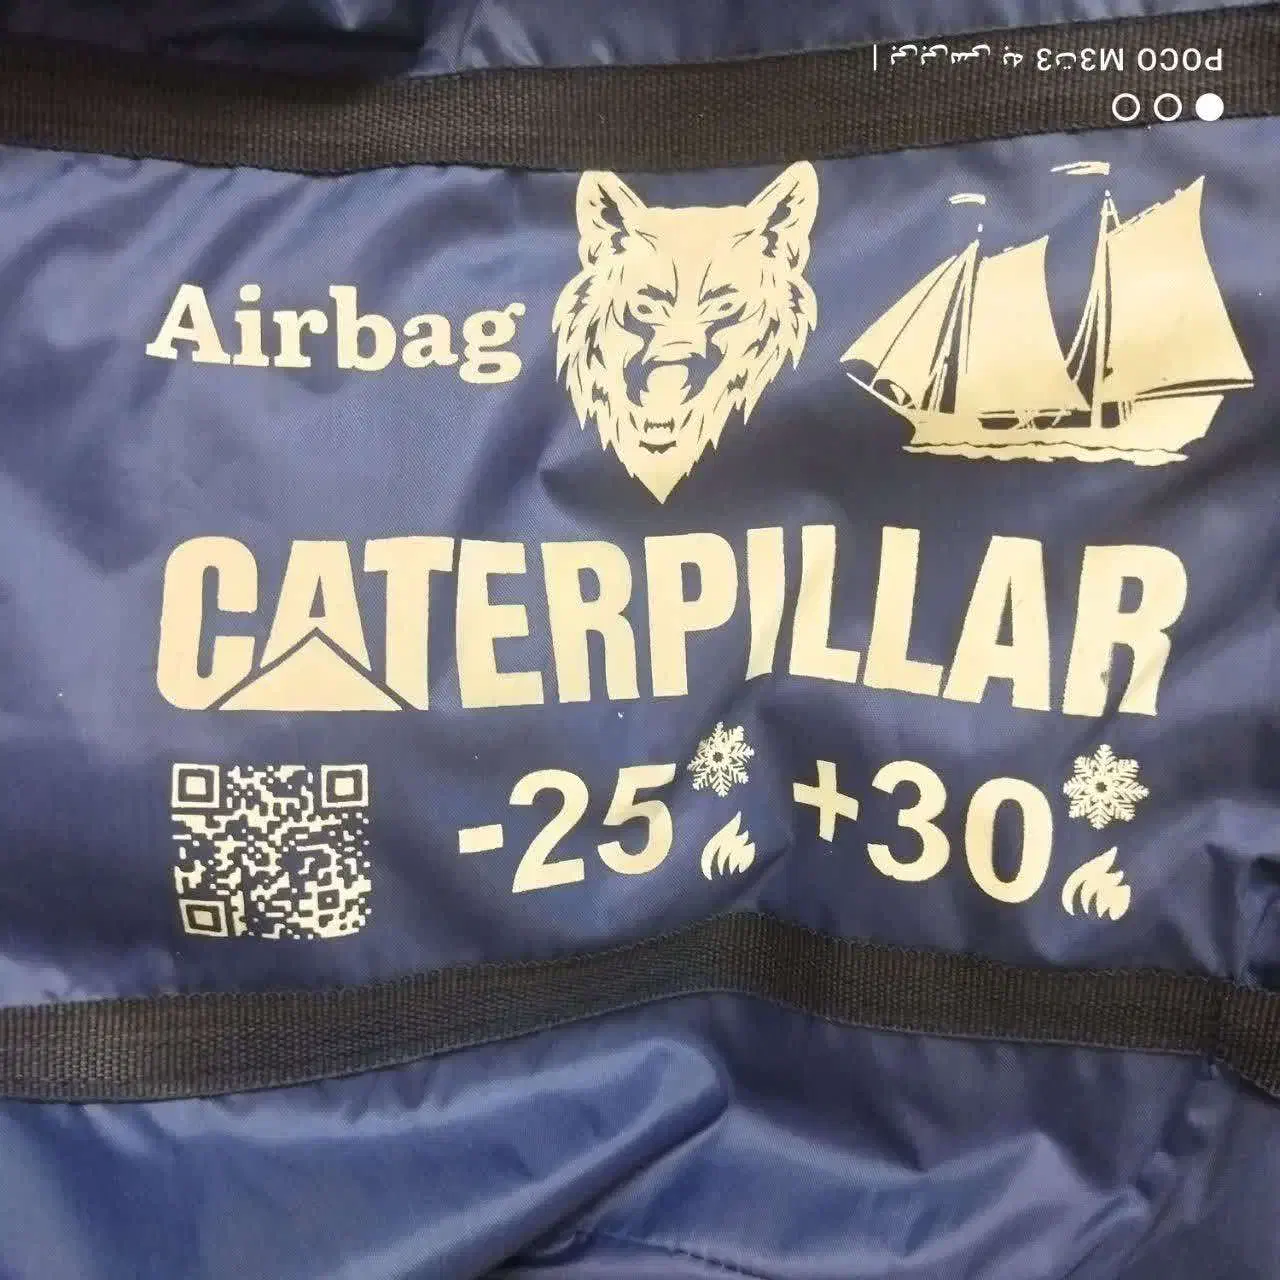 POCO M3
Airbag
CATERPILLAR
-25 +30